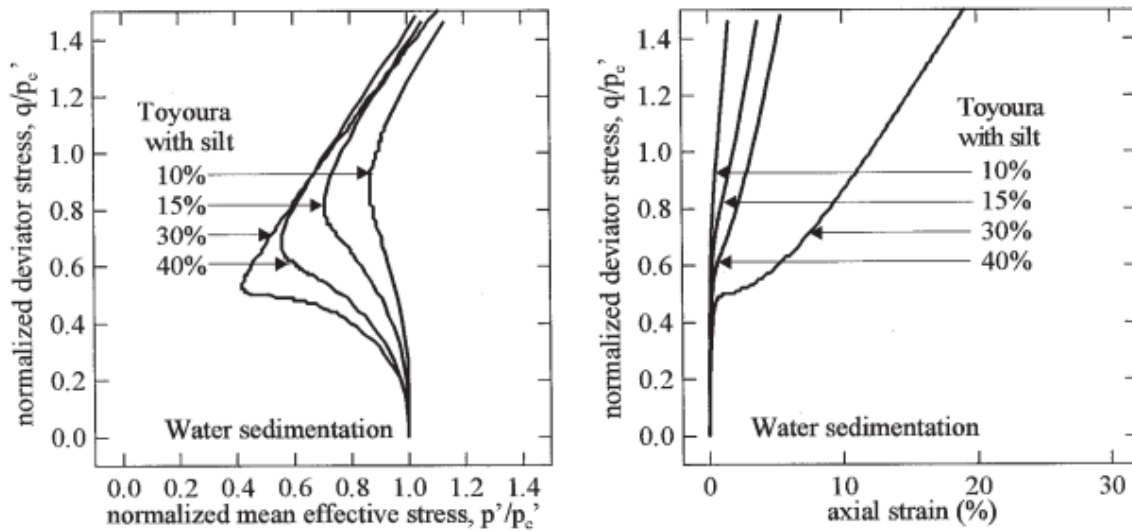 normalized deviator stress, q/pc'
1.4
1.2
1.0
0.8
0.6
0.4
0.2
0.0
Toyoura
with silt
10%
15%
30%
40%
Water sedimentation
0.0 0.2 0.4 0.6 0.8 1.0 1.2 1.4
normalized mean effective stress, p'/pc'
normalized deviator stress, q/pc'
1.4
1.2
1.0
0.8
0.6
0.4
0.2
0.0
Toyoura
with silt
10%
15%
30%
40%
Water sedimentation
0 10 20 30
axial strain (%)